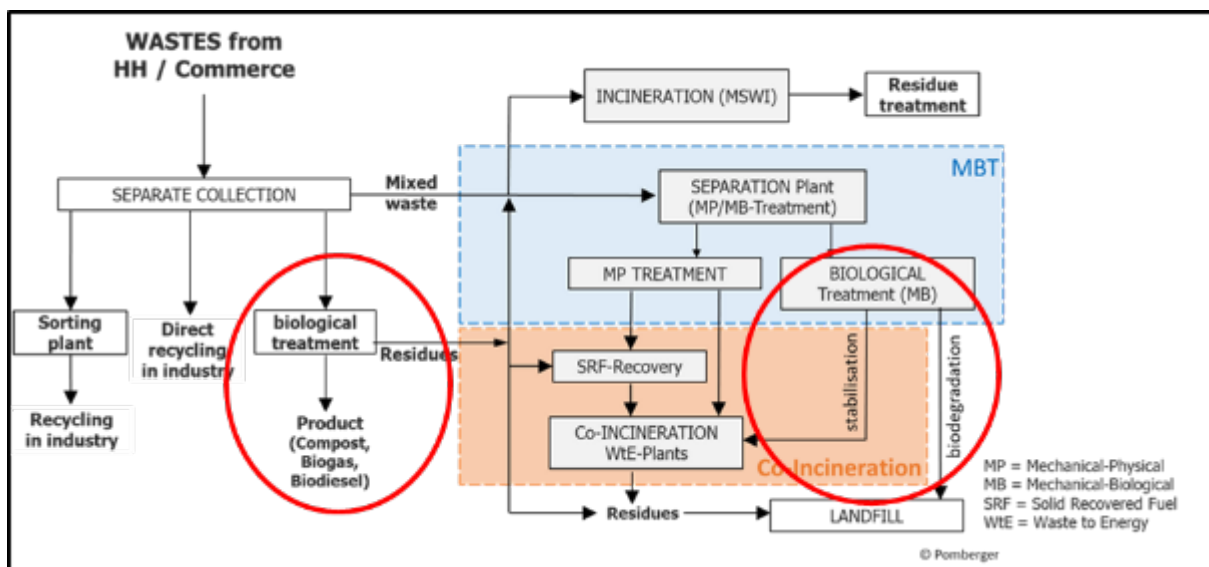 WASTES from
HH / Commerce
INCINERATION (MSWI)
Residue
treatment
MBT
SEPARATE COLLECTION
Mixed
waste
SEPARATION Plant
(MP/MB-Treatment)
MP TREATMENT
BIOLOGICAL
Treatment (MB)
Sorting
plant
Direct
recycling
in industry
biological
treatment
Residues
SRF-Recovery
stabilisation
biodegradation
Recycling
in industry
Product
(Compost,
Biogas,
Biodiesel)
Co-INCINERATION
WtE-Plants
Co-Incineration
MP = Mechanical-Physical
MB = Mechanical-Biological
SRF = Solid Recovered Fuel
WtE = Waste to Energy
Residues
LANDFILL
© Pomberger